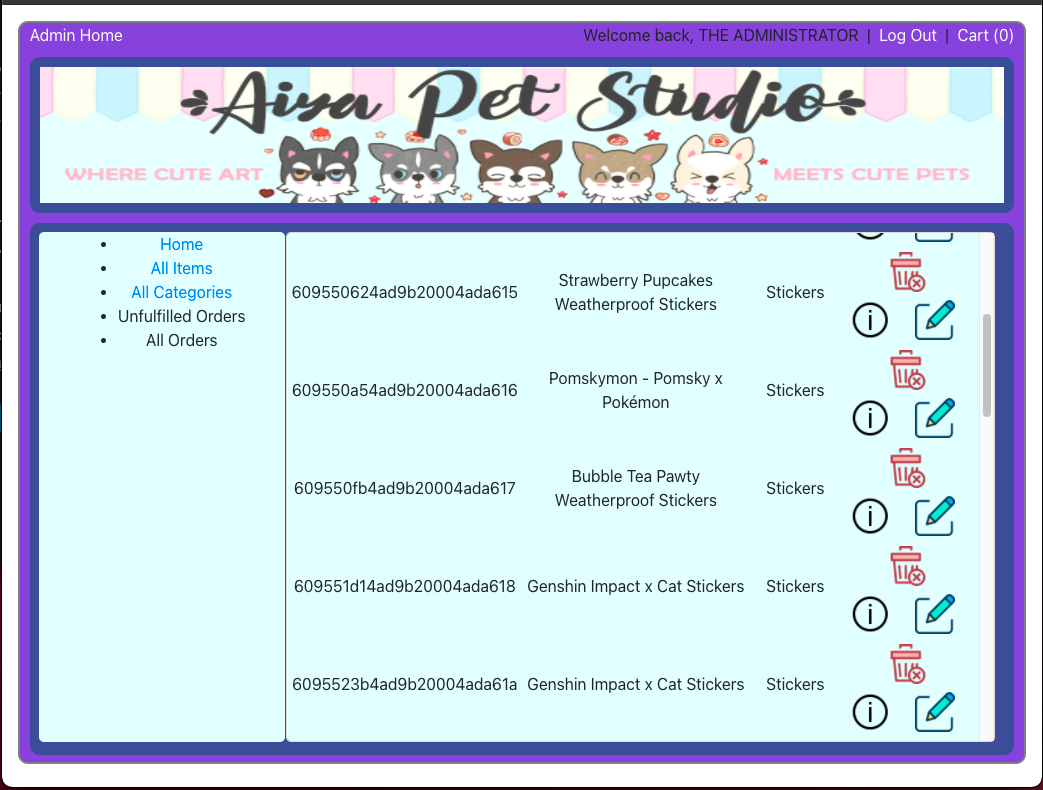 Admin Home
Welcome back, THE ADMINISTRATOR | Log Out | Cart (0)
Aiya Pet Studio
WHERE CUTE ART
MEETS CUTE PETS
Home
All Items
All Categories
Unfulfilled Orders
All Orders
609550624ad9b20004ada615
Strawberry Pupcakes
Weatherproof Stickers
Stickers
609550a54ad9b20004ada616
Pomskymon - Pomsky x
Pokémon
Stickers
609550fb4ad9b20004ada617
Bubble Tea Pawty
Weatherproof Stickers
Stickers
609551d14ad9b20004ada618 Genshin Impact x Cat Stickers Stickers
6095523b4ad9b20004ada61a Genshin Impact x Cat Stickers Stickers